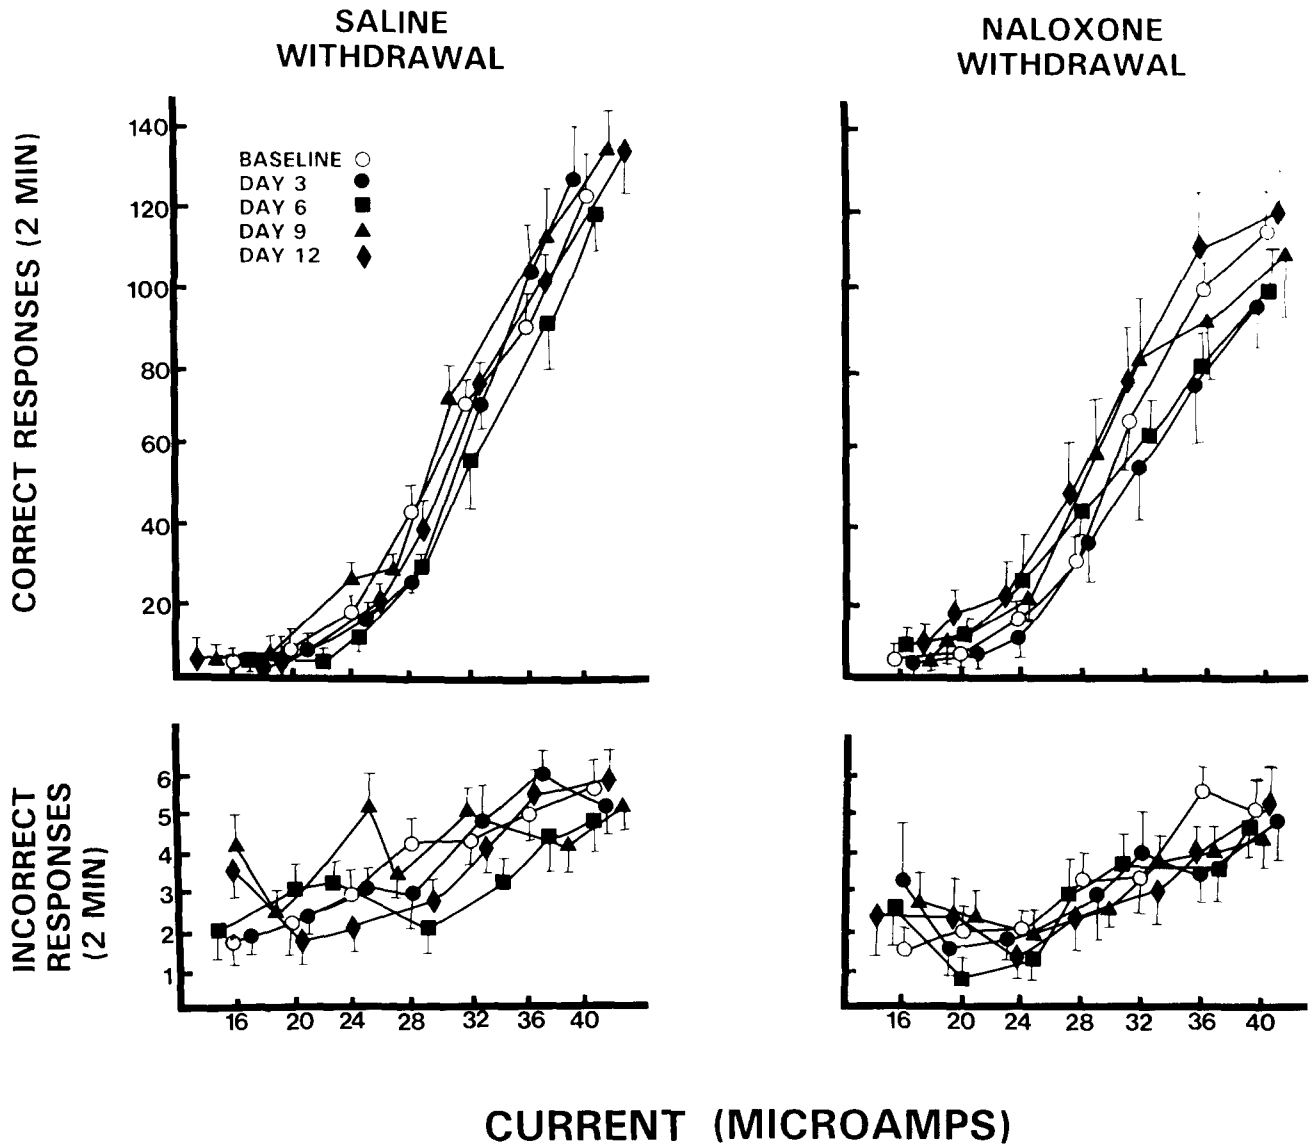 SALINE
WITHDRAWAL
NALOXONE
WITHDRAWAL
CORRECT RESPONSES (2 MIN)
140
120
100
80
60
40
20
BASELINE
DAY 3
DAY 6
DAY 9
DAY 12
INCORRECT
RESPONSES
(2 MIN)
6
5
4
3
2
1
16 20 24 28 32 36 40
16 20 24 28 32 36 40
CURRENT (MICROAMPS)